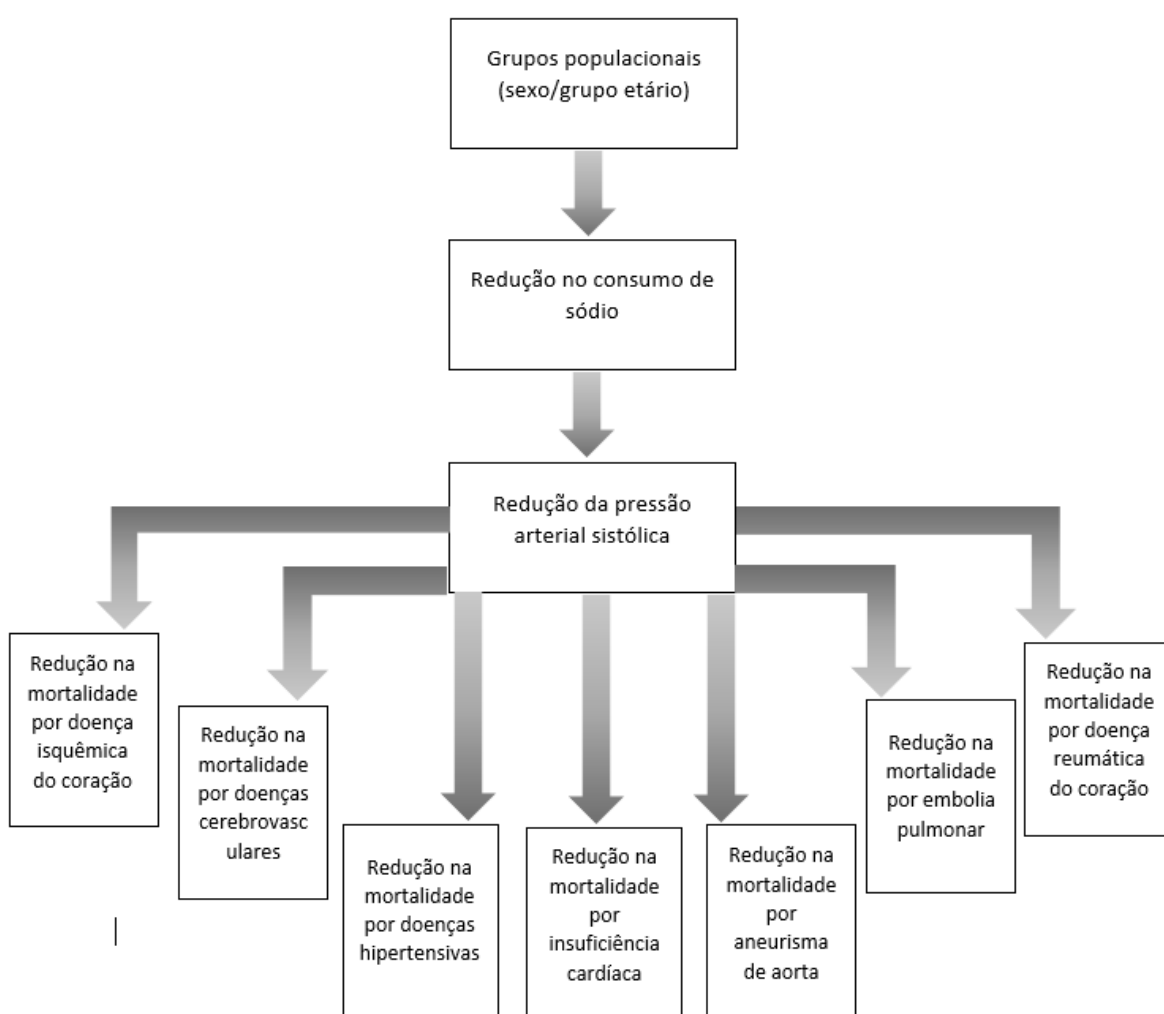 Grupos populacionais
(sexo/grupo etário)
Redução no consumo de
sódio
Redução da pressão
arterial sistólica
Redução na
mortalidade
por doença
isquêmica
do coração
Redução na
mortalidade
por doenças
cerebrovasc
ulares
Redução na
mortalidade
por doenças
hipertensivas
Redução na
mortalidade
por
insuficiência
cardíaca
Redução na
mortalidade
por
aneurisma
de aorta
Redução na
mortalidade
por embolia
pulmonar
Redução na
mortalidade
por doença
reumática
do coração